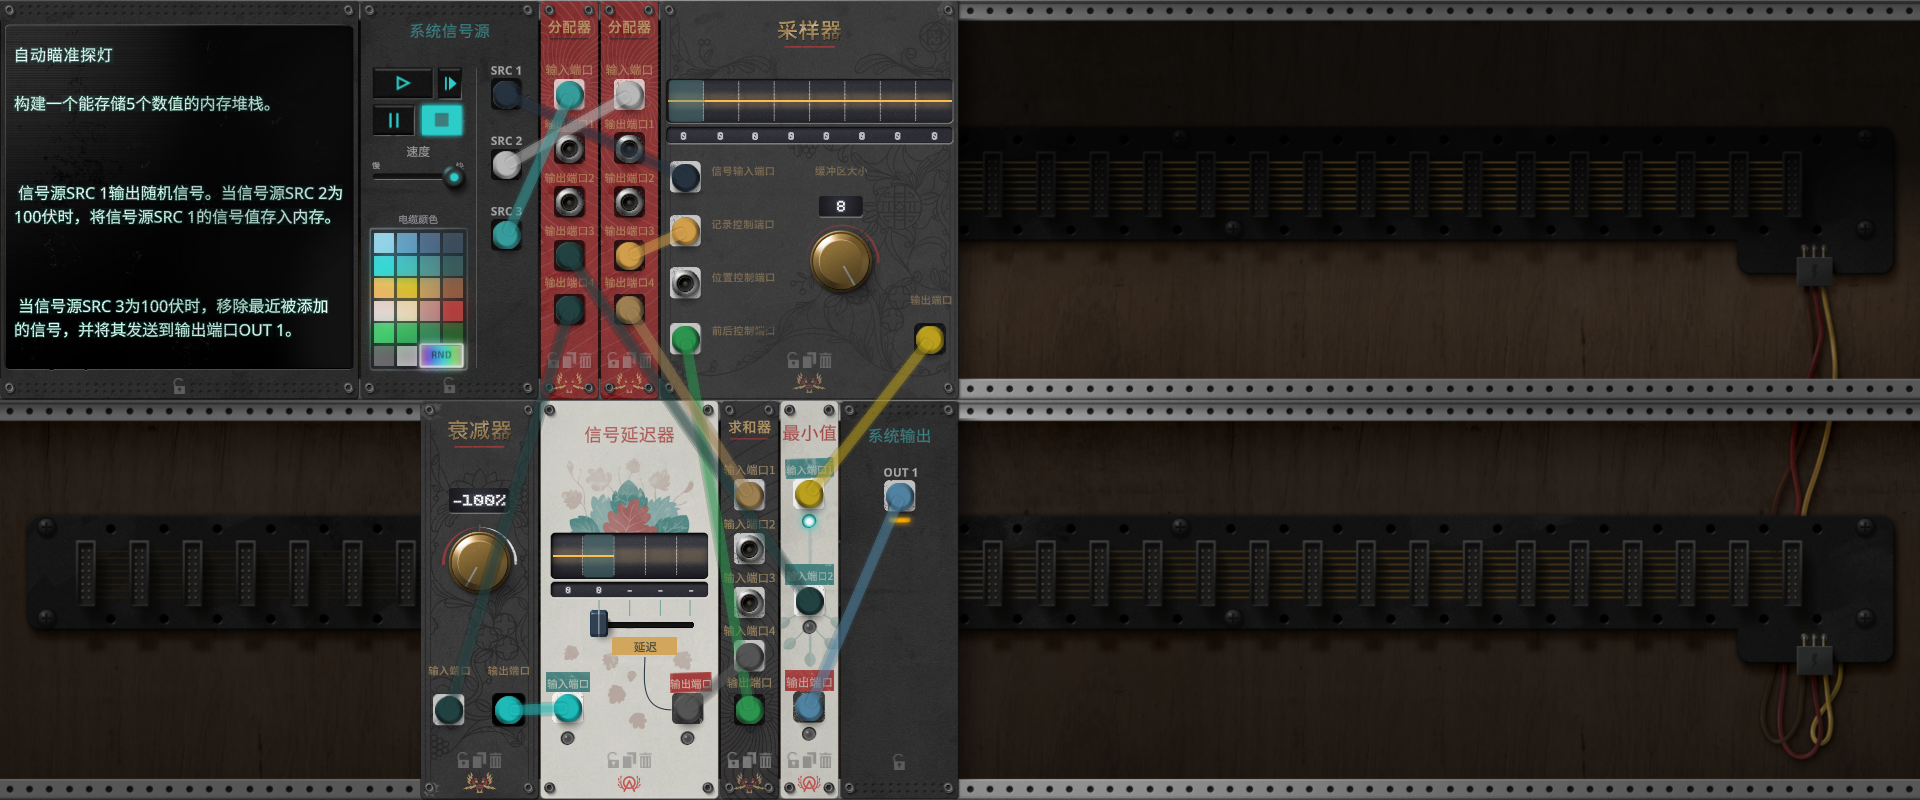 自动瞄准探灯
构建一个能存储5个数值的内存堆栈。
信号源SRC 1输出随机信号。当信号源SRC 2为
100伏时，将信号源SRC 1的信号值存入内存。
当信号源SRC 3为100伏时，移除最近被添加
的信号，并将其发送到输出端口OUT 1。
系统信号源
SRC 1
SRC 2
SRC 3
速度
慢
快
电缆颜色
RND
分配器
输入端口
输出端口1
输出端口2
输出端口3
输出端口4
分配器
输入端口
输出端口1
输出端口2
输出端口3
输出端口4
采样器
0 0 0 0 0 0 0 0
信号输入端口
记录控制端口
位置控制端口
前后控制端口
缓冲区大小
8
输出端口
衰减器
-100%
输入端口
输出端口
信号延迟器
0 0 - - -
延迟
输入端口
输出端口
求和器
输入端口1
输入端口2
输入端口3
输入端口4
输出端口
最小值
输入端口1
输入端口2
输出端口
系统输出
OUT 1